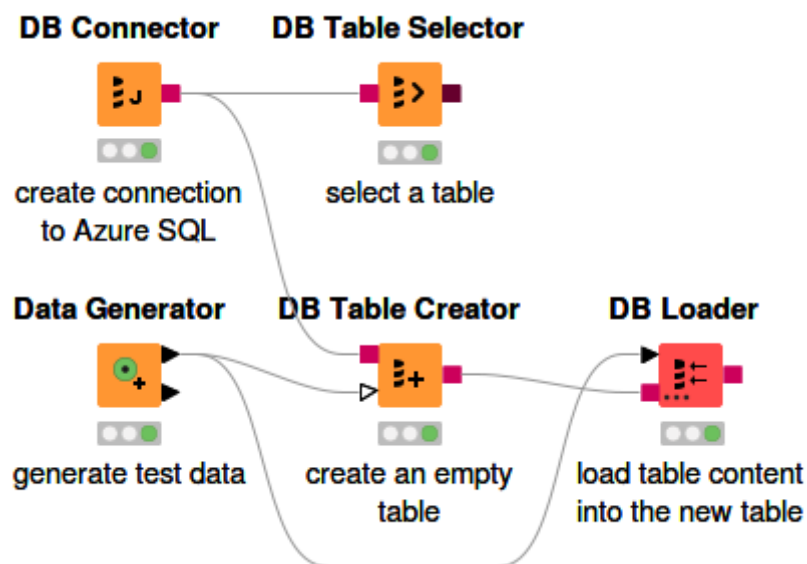 DB Connector
DB Table Selector
create connection
to Azure SQL
select a table
Data Generator
DB Table Creator
DB Loader
generate test data
create an empty
table
load table content
into the new table